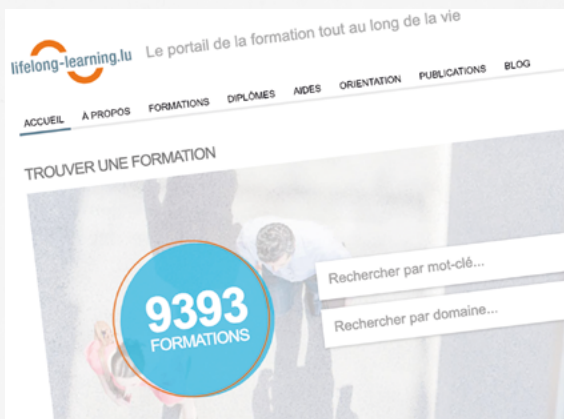 lifelong-learning.lu
Le portail de la formation tout au long de la vie
ACCUEIL À PROPOS FORMATIONS DIPLÔMES AIDES ORIENTATION PUBLICATIONS BLOG
TROUVER UNE FORMATION
9393
FORMATIONS
Rechercher par mot-clé...
Rechercher par domaine...